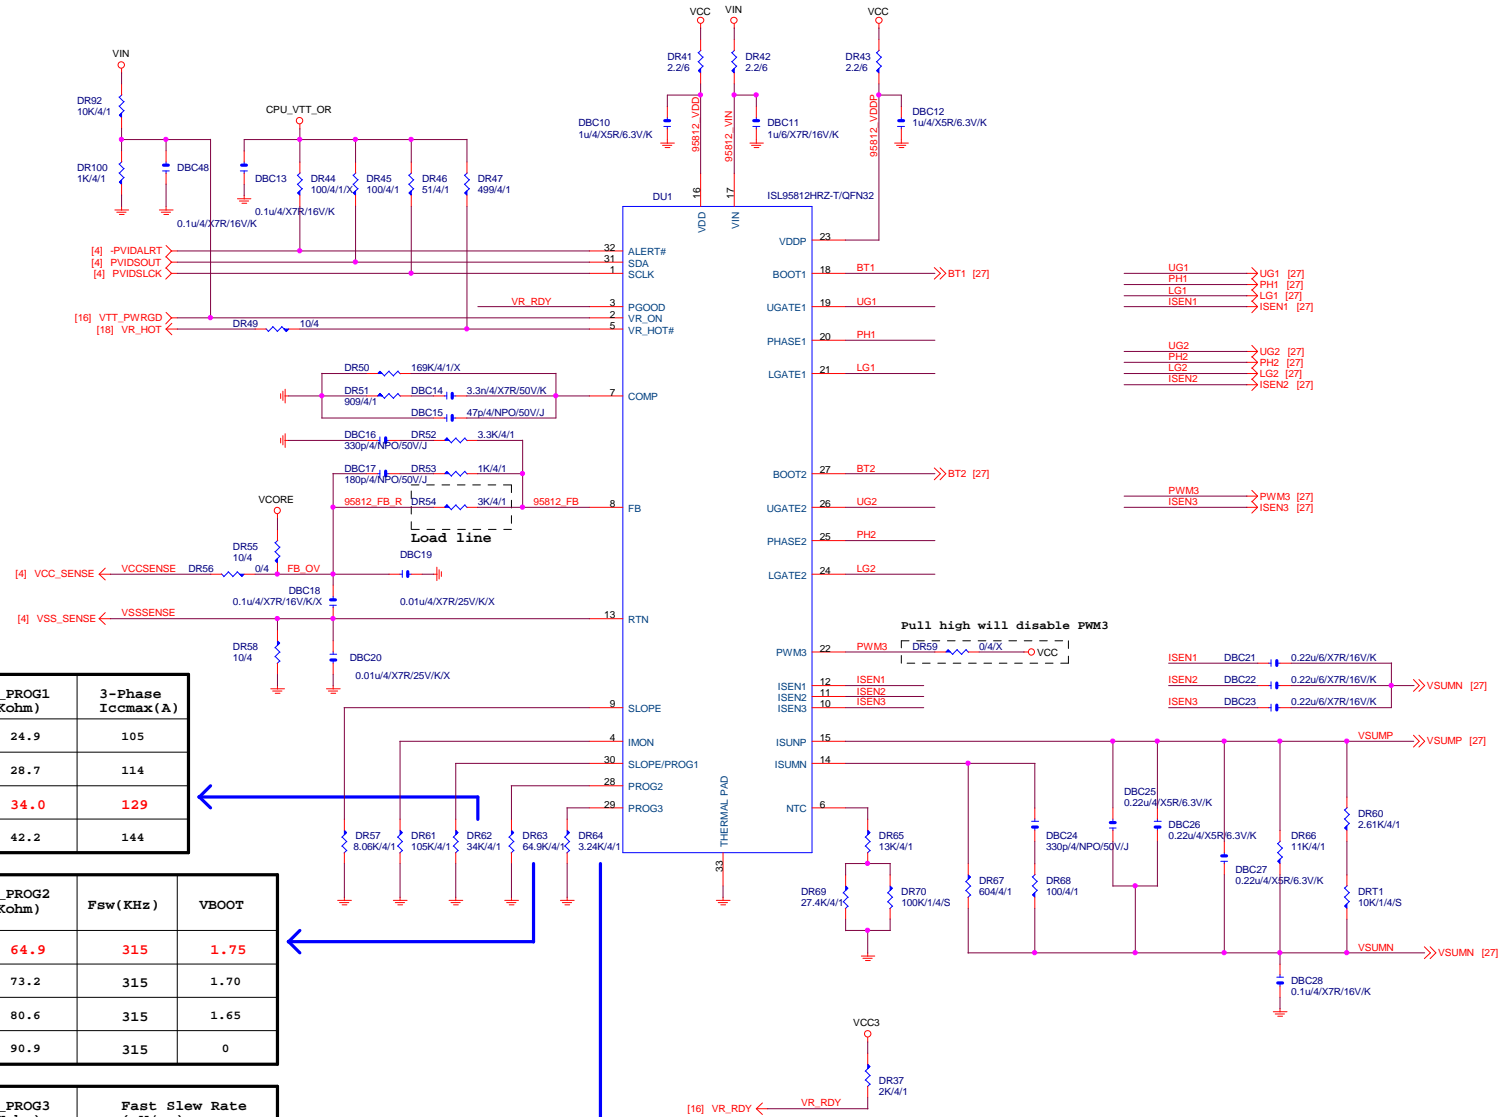 VCC
VIN
VCC
DR41
2.2/6
DR42
2.2/6
DR43
2.2/6
VIN
DR92
10K/4/1
CPU_VTT_OR
DBC10
1u/4/X5R/6.3V/K
95812_VDD
95812_VIN
DBC11
1u/6/X7R/16V/K
95812_VDDP
DBC12
1u/4/X5R/6.3V/K
DR100
1K/4/1
DBC48
0.1u/4/X7R/16V/K
DBC13
0.1u/4/X7R/16V/K
DR44
100/4/1/X
DR45
100/4/1
DR46
51/4/1
DR47
499/4/1
DU1
16
17
ISL95812HRZ-T/QFN32
VDD
VIN
VDDP 23
[4] -PVIDALRT
32 ALERT#
[4] PVIDSOUT
31 SDA
[4] PVIDSLCK
1 SCLK
BOOT1 18 BT1
BT1 [27]
UG1 UG1 [27]
PH1 PH1 [27]
LG1 LG1 [27]
ISEN1 ISEN1 [27]
VR_RDY 3 PGOOD
UGATE1 19 UG1
[16] VTT_PWRGD
2 VR_ON
[18] VR_HOT
DR49 10/4
5 VR_HOT#
PHASE1 20 PH1
UG2 UG2 [27]
PH2 PH2 [27]
LG2 LG2 [27]
ISEN2 ISEN2 [27]
LGATE1 21 LG1
DR50 169K/4/1/X
DR51
909/4/1
DBC14 3.3n/4/X7R/50V/K
7 COMP
DBC15 47p/4/NPO/50V/J
DBC16
330p/4/NPO/50V/J
DR52 3.3K/4/1
DBC17
180p/4/NPO/50V/J
DR53 1K/4/1
BOOT2 27 BT2
BT2 [27]
VCORE
95812_FB_R DR54 3K/4/1 95812_FB
8 FB
Load line
UGATE2 26 UG2
PWM3 PWM3 [27]
ISEN3 ISEN3 [27]
DR55
10/4
PHASE2 25 PH2
[4] VCC_SENSE VCCSENSE DR56 0/4 FB_OV
DBC19
0.01u/4/X7R/25V/K/X
LGATE2 24 LG2
DBC18
0.1u/4/X7R/16V/K/X
[4] VSS_SENSE VSSSENSE
13 RTN
DR58
10/4
DBC20
0.01u/4/X7R/25V/K/X
Pull high will disable PWM3
PWM3 22 PWM3 DR59 0/4/X VCC
ISEN1 12 ISEN1
ISEN2 11 ISEN2
ISEN3 10 ISEN3
ISEN1 DBC21 0.22u/6/X7R/16V/K
ISEN2 DBC22 0.22u/6/X7R/16V/K
VSUMN [27]
ISEN3 DBC23 0.22u/6/X7R/16V/K
_PROG1 3-Phase
Iccmax(A)
24.9 105
28.7 114
34.0 129
42.2 144
9 SLOPE
4 IMON
30 SLOPE/PROG1
28 PROG2
29 PROG3
ISUNP 15
VSUMP VSUMP [27]
ISUMN 14
NTC 6
THERMAL PAD
33
DR57
8.06K/4/1
DR61
105K/4/1
DR62
34K/4/1
DR63
64.9K/4/1
DR64
3.24K/4/1
DR65
13K/4/1
DR69
27.4K/4/1
DR70
100K/1/4/S
DR67
604/4/1
DBC24
330p/4/NPO/50V/J
DR68
100/4/1
DBC25
0.22u/4/X5R/6.3V/K
DBC26
0.22u/4/X5R/6.3V/K
DBC27
0.22u/4/X5R/6.3V/K
DR66
11K/4/1
DR60
2.61K/4/1
DRT1
10K/1/4/S
VSUMN VSUMN [27]
DBC28
0.1u/4/X7R/16V/K
_PROG2 Fsw(KHz) VBOOT
64.9 315 1.75
73.2 315 1.70
80.6 315 1.65
90.9 315 0
_PROG3 Fast Slew Rate
VCC3
DR37
2K/4/1
[16] VR_RDY VR_RDY